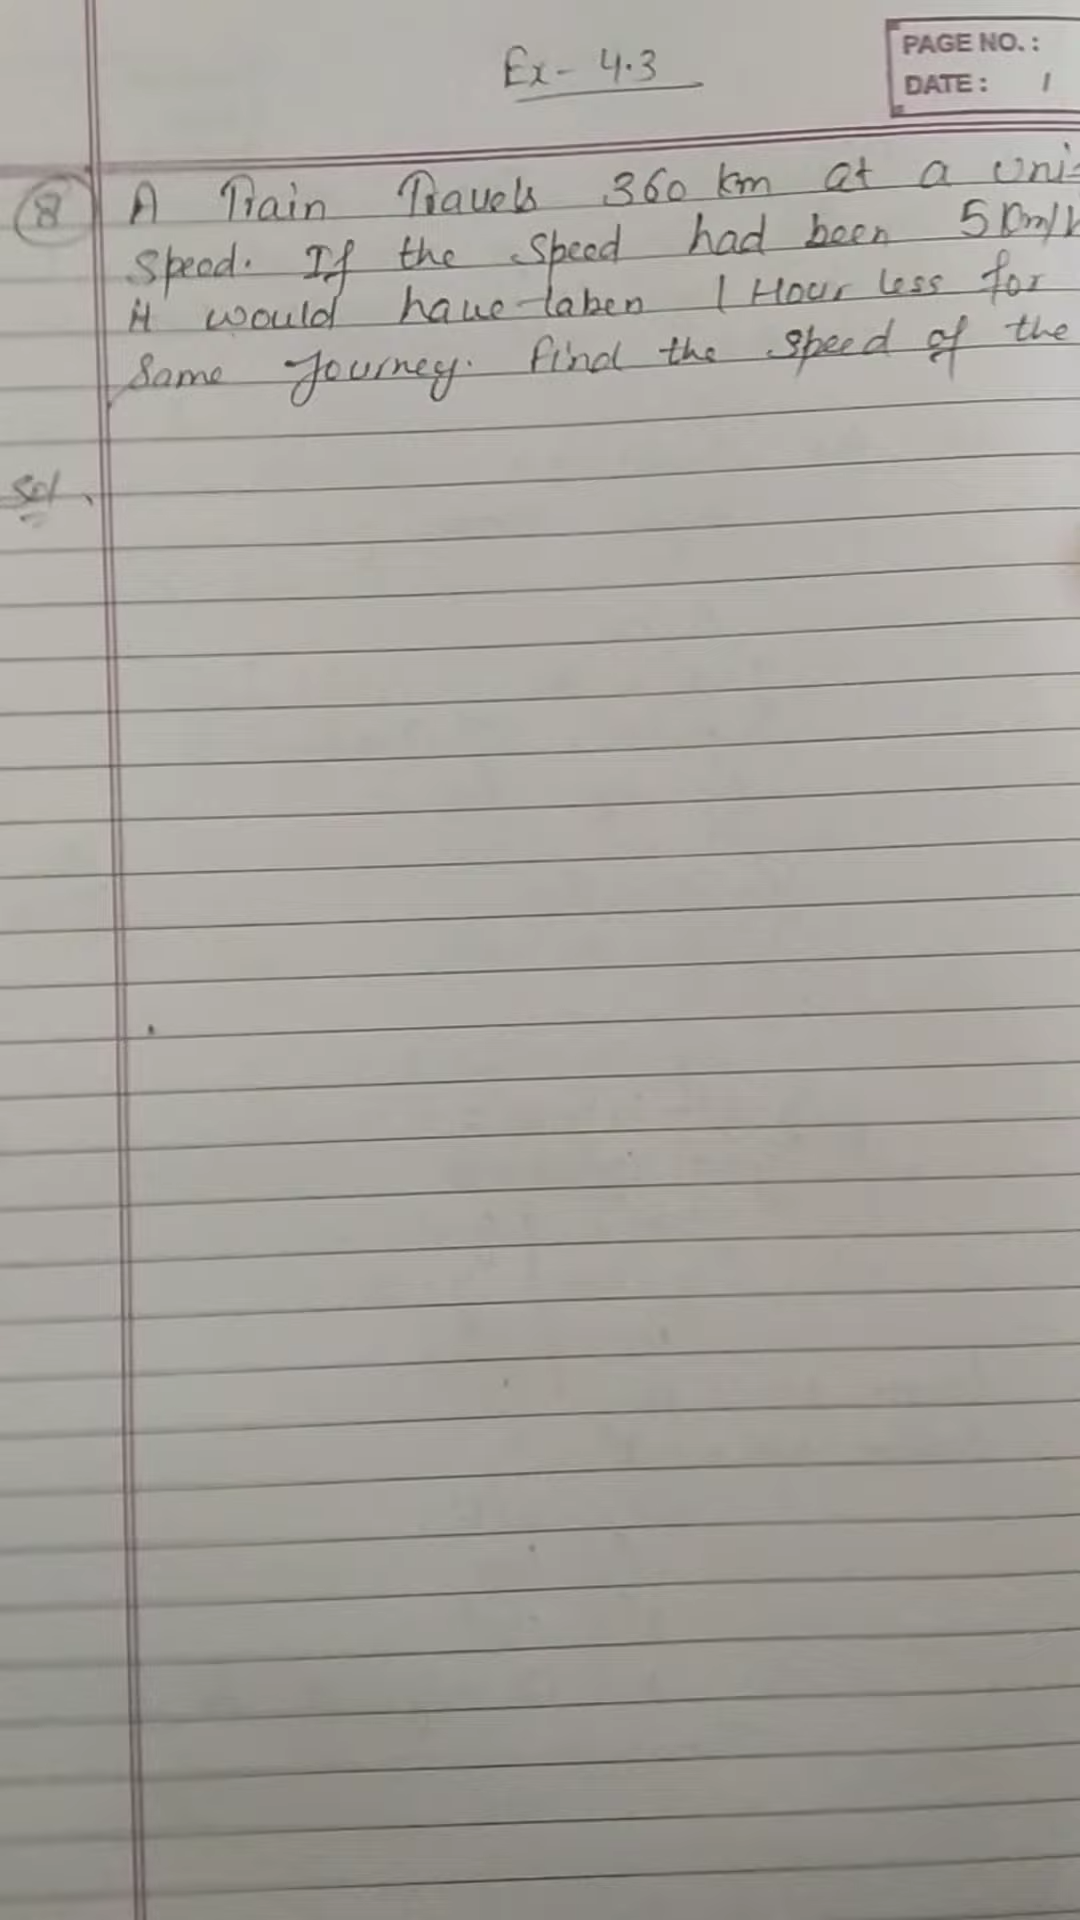 Ex- 4.3
PAGE NO.:
DATE: /
8 A Train Travels 360 km at a uni-
Speed. If the Speed had been 5 km/h
it would have taken 1 Hour less for
Same Journey. Find the speed of the
Sol.